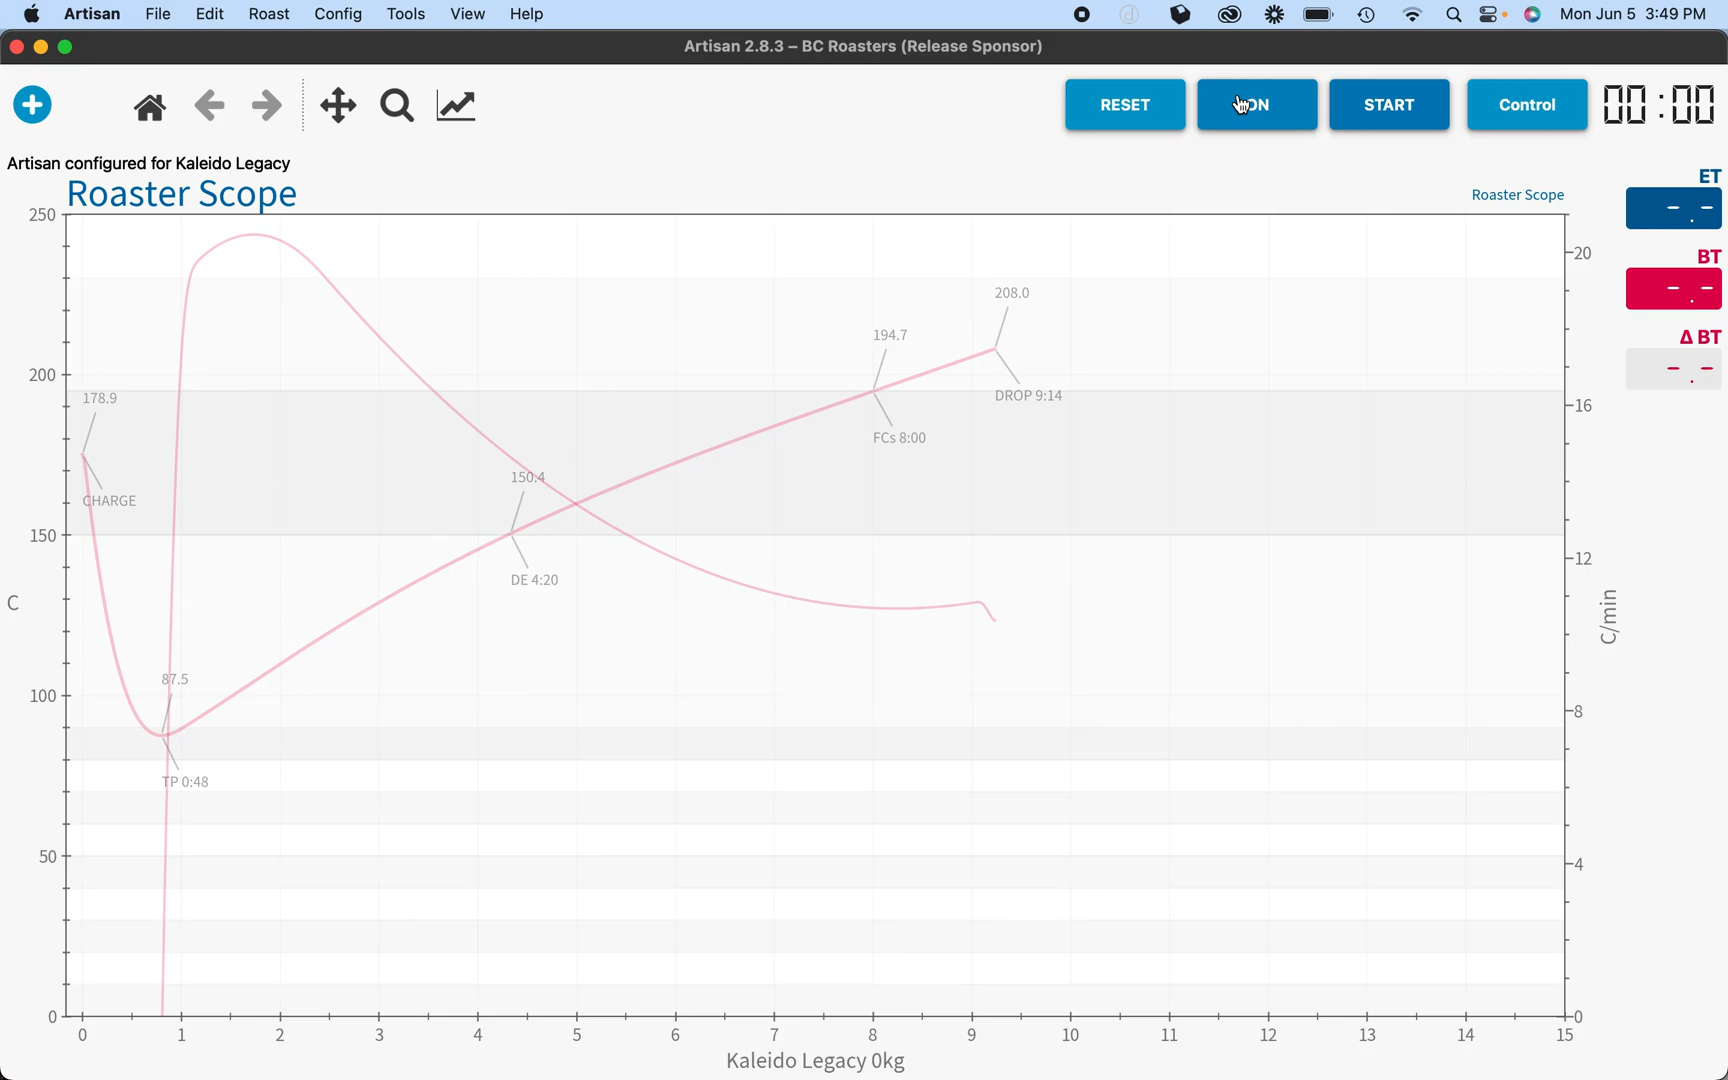 Artisan File Edit Roast Config Tools View Help Mon Jun 5 3:49 PM
Artisan 2.8.3 – BC Roasters (Release Sponsor)
RESET ON START Control 00:00
Artisan configured for Kaleido Legacy
Roaster Scope
Roaster Scope
ET
-.-
BT
-.-
Δ BT
-.-
250
200
150
100
50
0
C
178.9
CHARGE
87.5
TP 0:48
150.4
DE 4:20
194.7
FCs 8:00
208.0
DROP 9:14
20
16
12
8
4
0
C/min
0 1 2 3 4 5 6 7 8 9 10 11 12 13 14 15
Kaleido Legacy 0kg